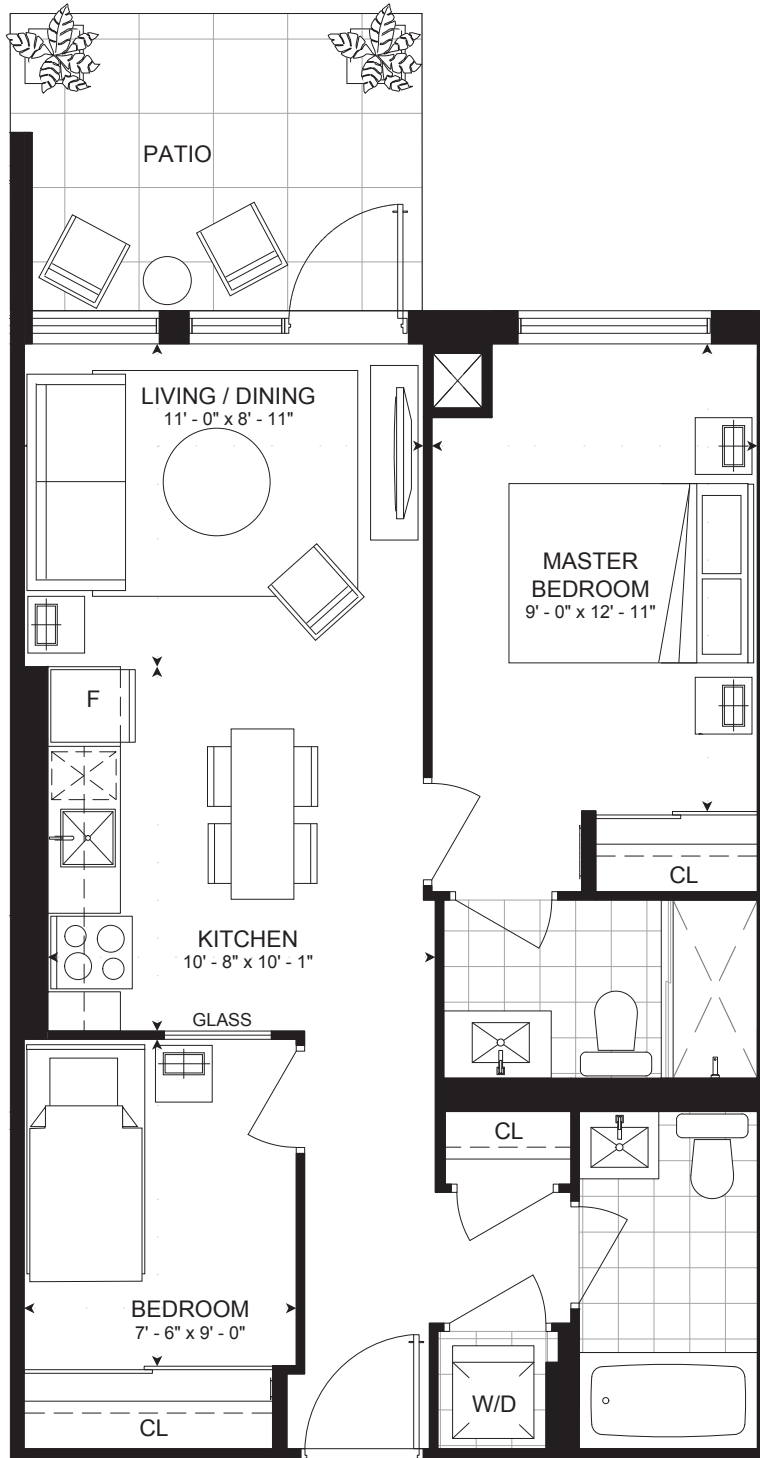 PATIO
LIVING / DINING
11' - 0" x 8' - 11"
MASTER
BEDROOM
9' - 0" x 12' - 11"
F
CL
KITCHEN
10' - 8" x 10' - 1"
GLASS
CL
BEDROOM
7' - 6" x 9' - 0"
W/D
CL